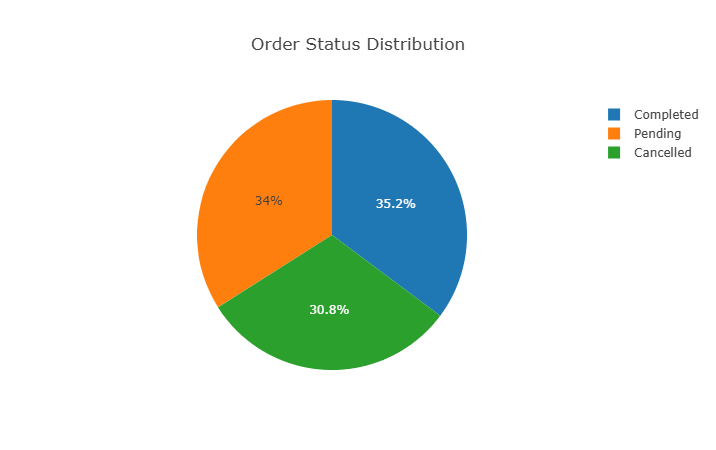 Order Status Distribution
Completed
Pending
Cancelled
34%
35.2%
30.8%